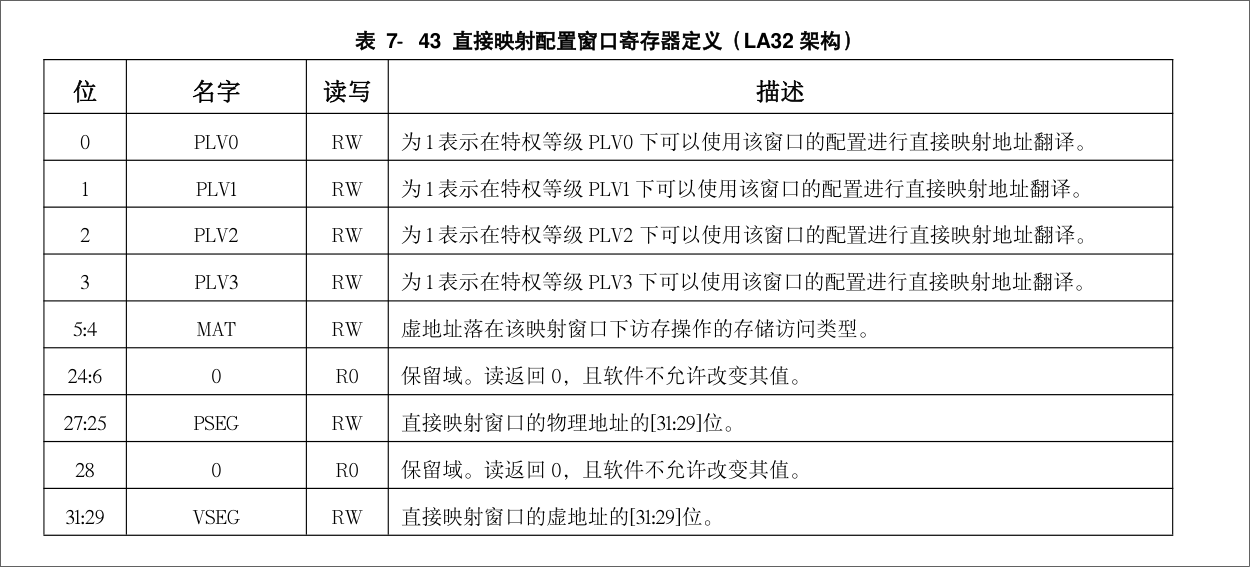 表 7- 43 直接映射配置窗口寄存器定义（LA32 架构）
位 名字 读写 描述
0 PLV0 RW 为 1 表示在特权等级 PLV0 下可以使用该窗口的配置进行直接映射地址翻译。
1 PLV1 RW 为 1 表示在特权等级 PLV1 下可以使用该窗口的配置进行直接映射地址翻译。
2 PLV2 RW 为 1 表示在特权等级 PLV2 下可以使用该窗口的配置进行直接映射地址翻译。
3 PLV3 RW 为 1 表示在特权等级 PLV3 下可以使用该窗口的配置进行直接映射地址翻译。
5:4 MAT RW 虚地址落在该映射窗口下访存操作的存储访问类型。
24:6 0 R0 保留域。读返回 0，且软件不允许改变其值。
27:25 PSEG RW 直接映射窗口的物理地址的[31:29]位。
28 0 R0 保留域。读返回 0，且软件不允许改变其值。
31:29 VSEG RW 直接映射窗口的虚地址的[31:29]位。